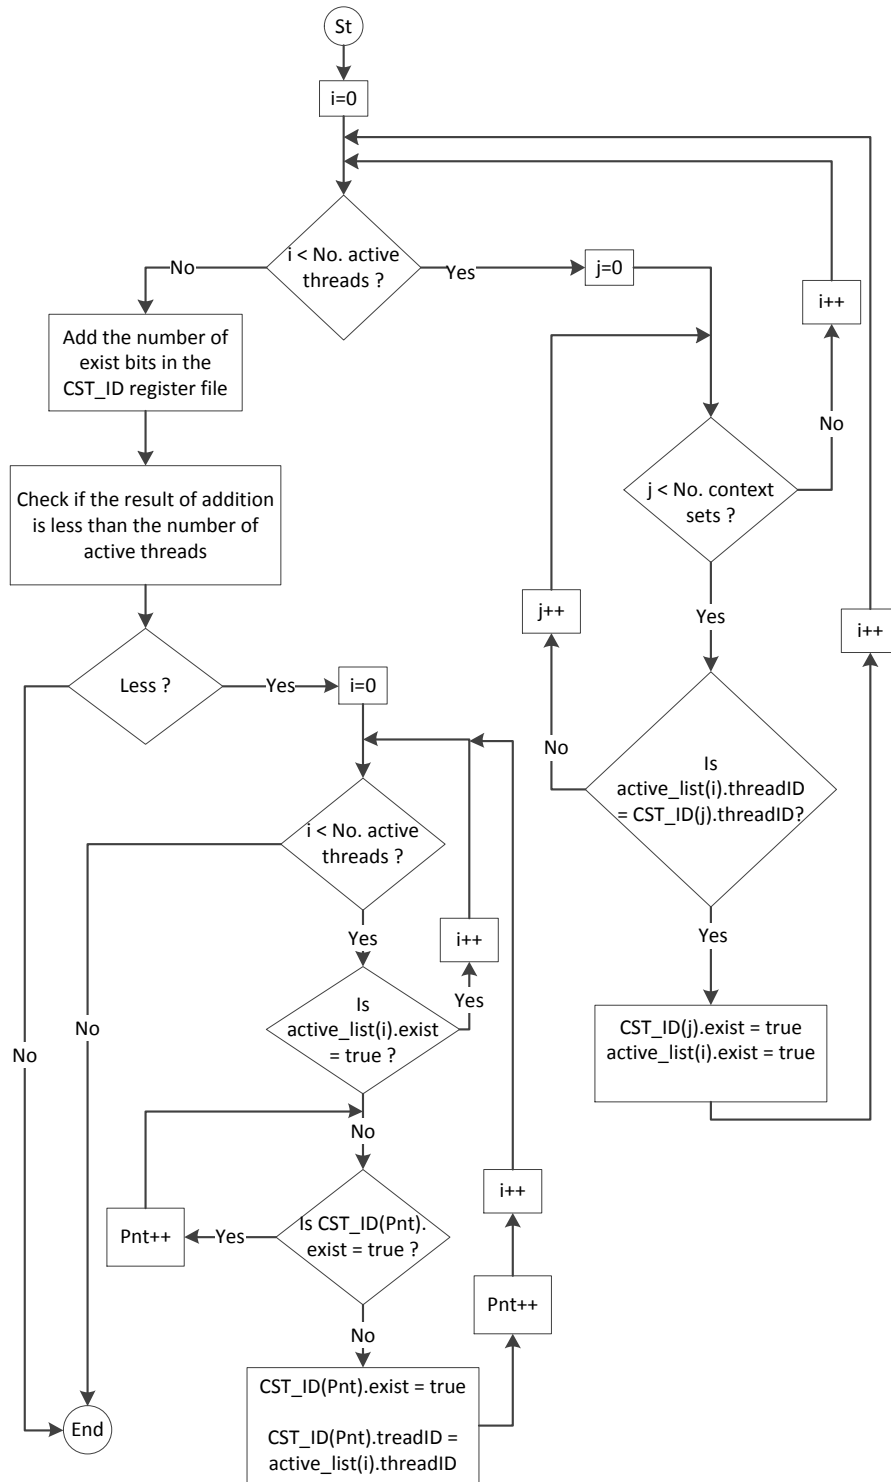 St
i=0
i < No. active
threads ?
No
Yes
j=0
i++
Add the number of
exist bits in the
CST_ID register file
No
j < No. context
sets ?
Check if the result of addition
is less than the number of
active threads
j++
Yes
i++
Less ?
Yes
i=0
No
Is
active_list(i).threadID
= CST_ID(j).threadID?
i < No. active
threads ?
Yes
i++
Yes
Is
active_list(i).exist
= true ?
Yes
No
No
CST_ID(j).exist = true
active_list(i).exist = true
No
i++
Pnt++
Yes
Is CST_ID(Pnt).
exist = true ?
Pnt++
No
CST_ID(Pnt).exist = true
CST_ID(Pnt).treadID =
active_list(i).threadID
End